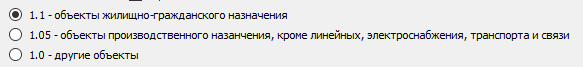 1.1 - объекты жилищно-гражданского назначения
1.05 - объекты производственного назанчения, кроме линейных, электроснабжения, транспорта и связи
1.0 - другие объекты